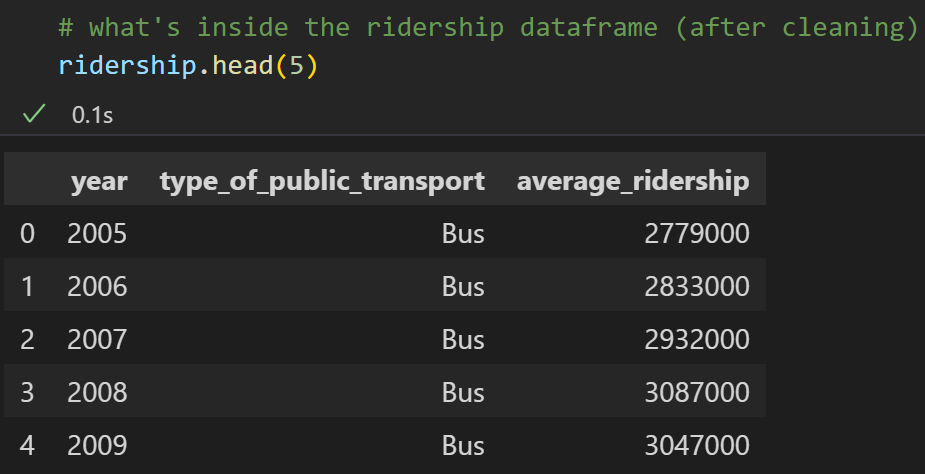 # what's inside the ridership dataframe (after cleaning)
ridership.head(5)
0.1s
year type_of_public_transport average_ridership
0 2005 Bus 2779000
1 2006 Bus 2833000
2 2007 Bus 2932000
3 2008 Bus 3087000
4 2009 Bus 3047000